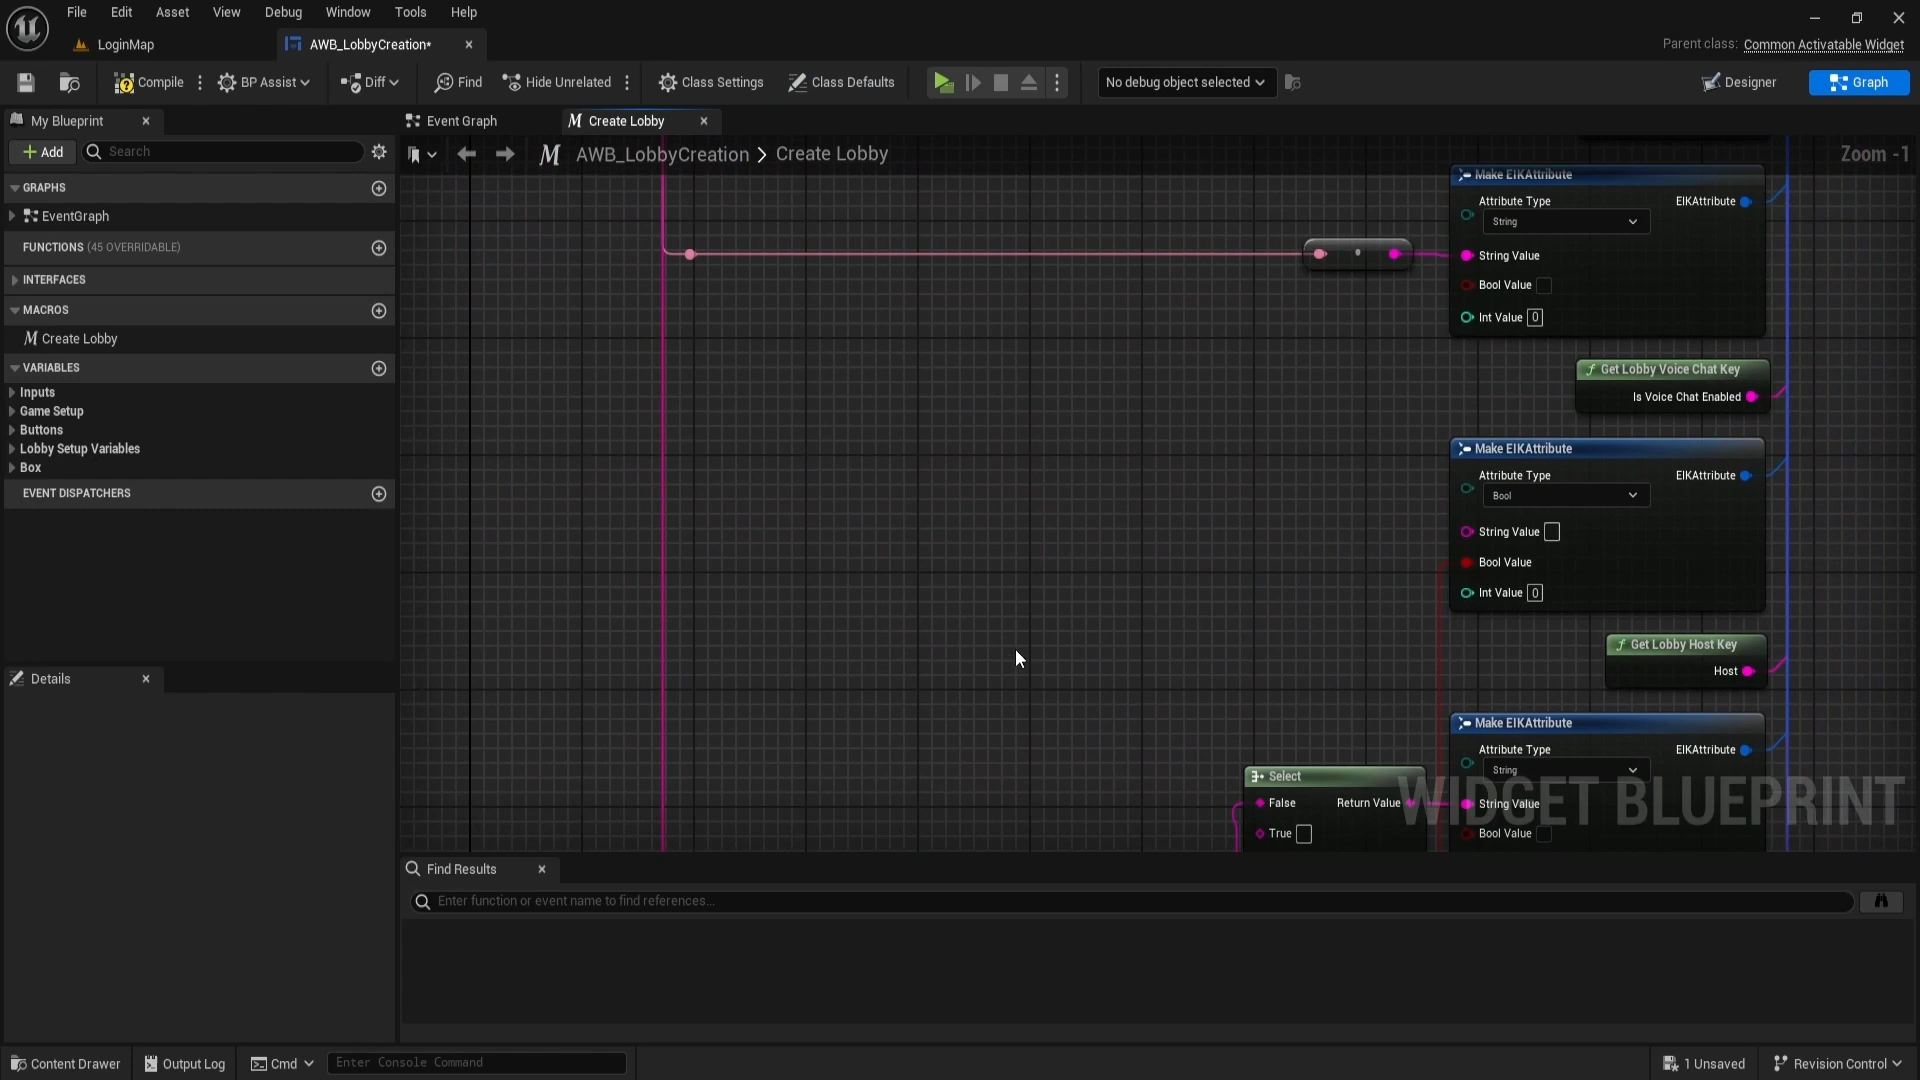 File Edit View Debug Window Tools Help
LoginMap
AWB_LobbyCreation*
Parent class: Common Activatable Widget
Compile
BP Assist
Diff
Find
Hide Unrelated
Class Settings
Class Defaults
No debug object selected
Designer
Graph
My Blueprint
Event Graph
Create Lobby
Add
Search
AWB_LobbyCreation > Create Lobby
Zoom -1
GRAPHS
EventGraph
FUNCTIONS (45 OVERRIDABLE)
INTERFACES
MACROS
Create Lobby
VARIABLES
Inputs
Game Setup
Buttons
Lobby Setup Variables
Box
EVENT DISPATCHERS
Details
Make EIKAttribute
Attribute Type
EIKAttribute
String
String Value
Bool Value
Int Value 0
Get Lobby Voice Chat Key
Is Voice Chat Enabled
Make EIKAttribute
Attribute Type
EIKAttribute
Bool
String Value
Bool Value
Int Value 0
Get Lobby Host Key
Host
Make EIKAttribute
Attribute Type
EIKAttribute
String
String Value
Bool Value
Select
False
Return Value
True
WIDGET BLUEPRINT
Find Results
Enter function or event name to find references...
Content Drawer
Output Log
Cmd
Enter Console Command
1 Unsaved
Revision Control